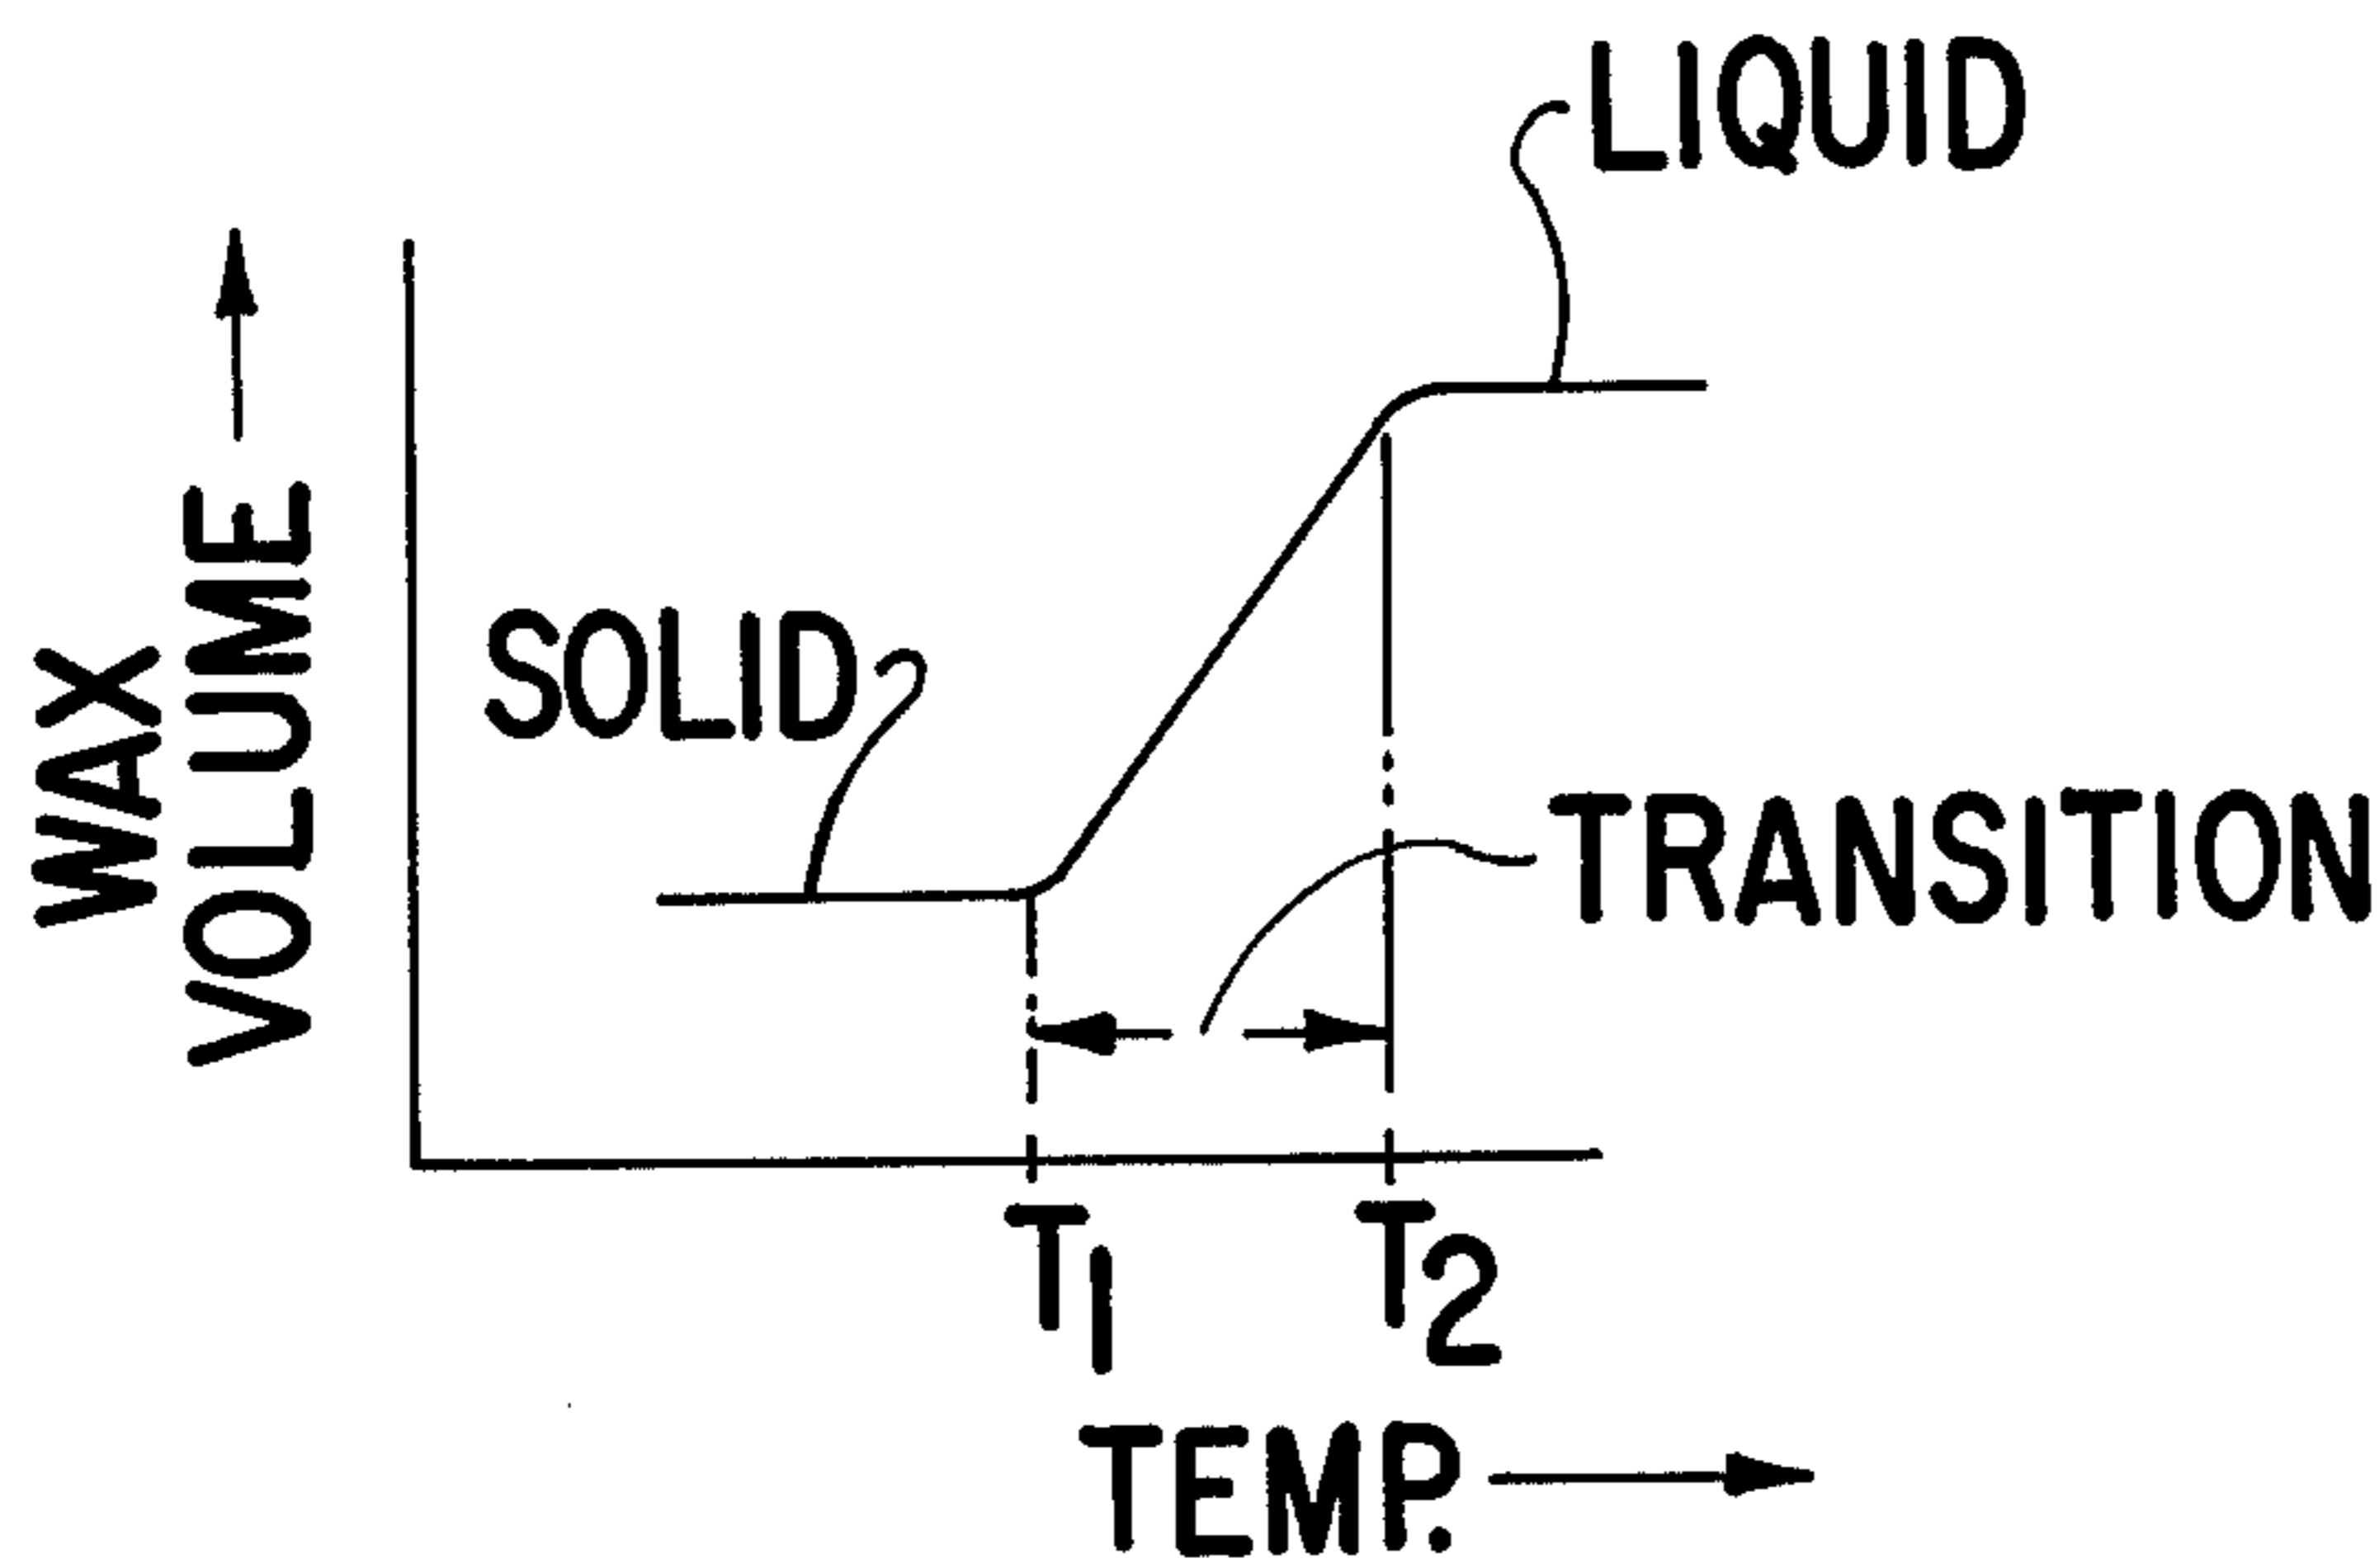 LIQUID
WAX
VOLUME
SOLID
TRANSITION
T1
T2
TEMP.